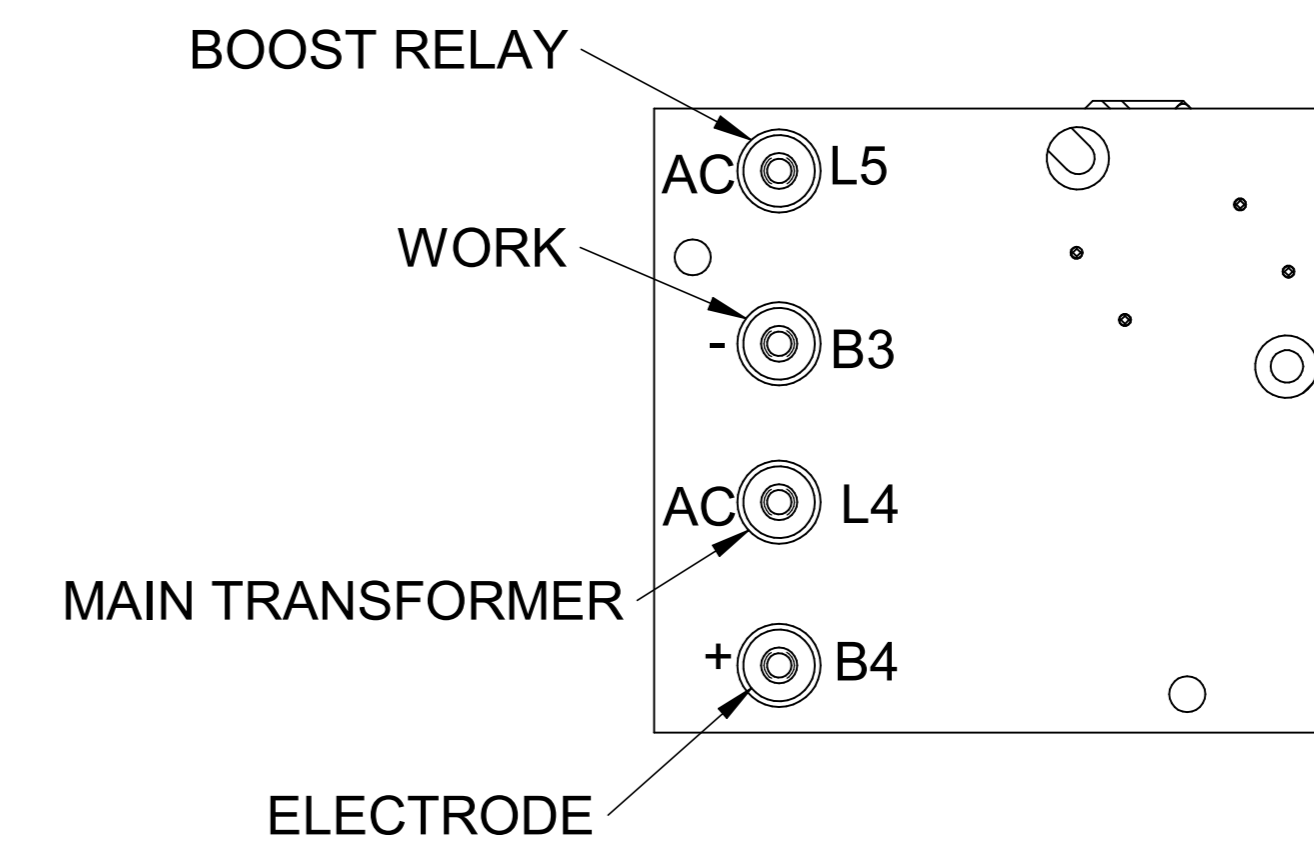 BOOST RELAY
AC L5
WORK
- B3
AC L4
MAIN TRANSFORMER
+ B4
ELECTRODE